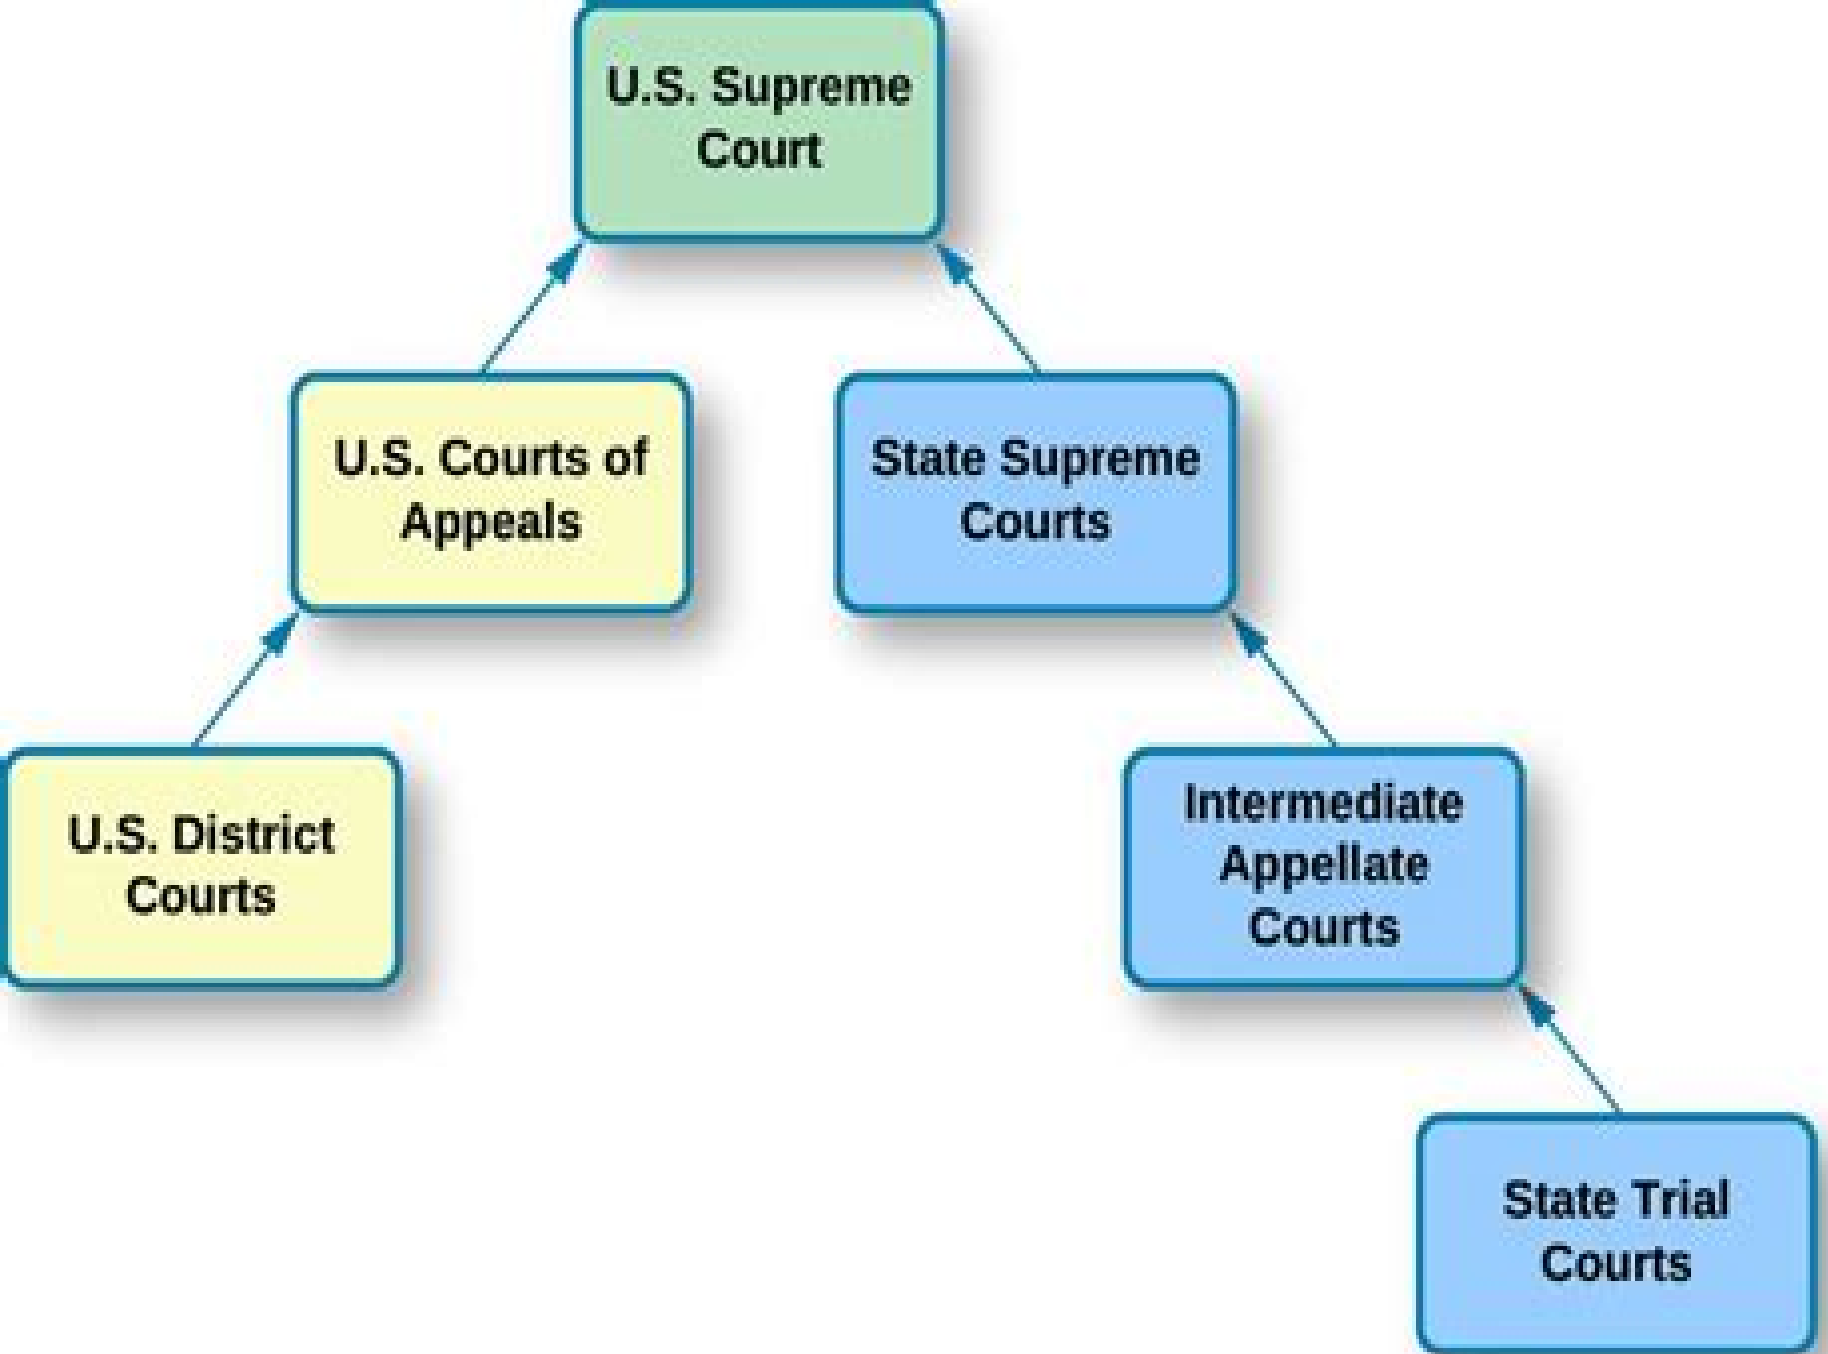 U.S. Supreme
Court
U.S. Courts of
Appeals
State Supreme
Courts
U.S. District
Courts
Intermediate
Appellate
Courts
State Trial
Courts